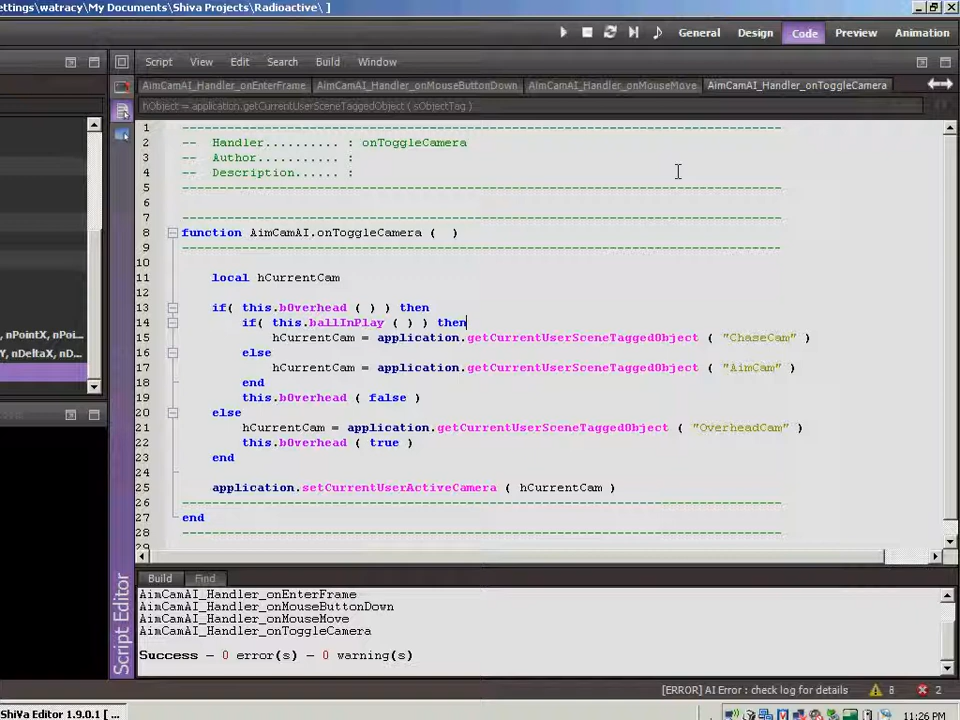 ettings\watracy\My Documents\Shiva Projects\Radioactive\ ]
General Design Code Preview Animation
Script View Edit Search Build Window
AimCamAI_Handler_onEnterFrame AimCamAI_Handler_onMouseButtonDown AimCamAI_Handler_onMouseMove AimCamAI_Handler_onToggleCamera
hObject = application.getCurrentUserSceneTaggedObject ( sObjectTag )
1 --------------------------------------------------------------------------------
2 -- Handler.......... : onToggleCamera
3 -- Author........... :
4 -- Description...... :
5 --------------------------------------------------------------------------------
6
7 --------------------------------------------------------------------------------
8 function AimCamAI.onToggleCamera ( )
9 --------------------------------------------------------------------------------
10
11 local hCurrentCam
12
13 if( this.bOverhead ( ) ) then
14 if( this.ballInPlay ( ) ) then
15 hCurrentCam = application.getCurrentUserSceneTaggedObject ( "ChaseCam" )
16 else
17 hCurrentCam = application.getCurrentUserSceneTaggedObject ( "AimCam" )
18 end
19 this.bOverhead ( false )
20 else
21 hCurrentCam = application.getCurrentUserSceneTaggedObject ( "OverheadCam" )
22 this.bOverhead ( true )
23 end
24
25 application.setCurrentUserActiveCamera ( hCurrentCam )
26 --------------------------------------------------------------------------------
27 end
28 --------------------------------------------------------------------------------
29
, nPointX, nPoi...
Y, nDeltaX, nD...
Script Editor
Build Find
AimCamAI_Handler_onEnterFrame
AimCamAI_Handler_onMouseButtonDown
AimCamAI_Handler_onMouseMove
AimCamAI_Handler_onToggleCamera
Success - 0 error(s) - 0 warning(s)
[ERROR] AI Error : check log for details 8 2
ShiVa Editor 1.9.0.1 [ ... 11:26 PM